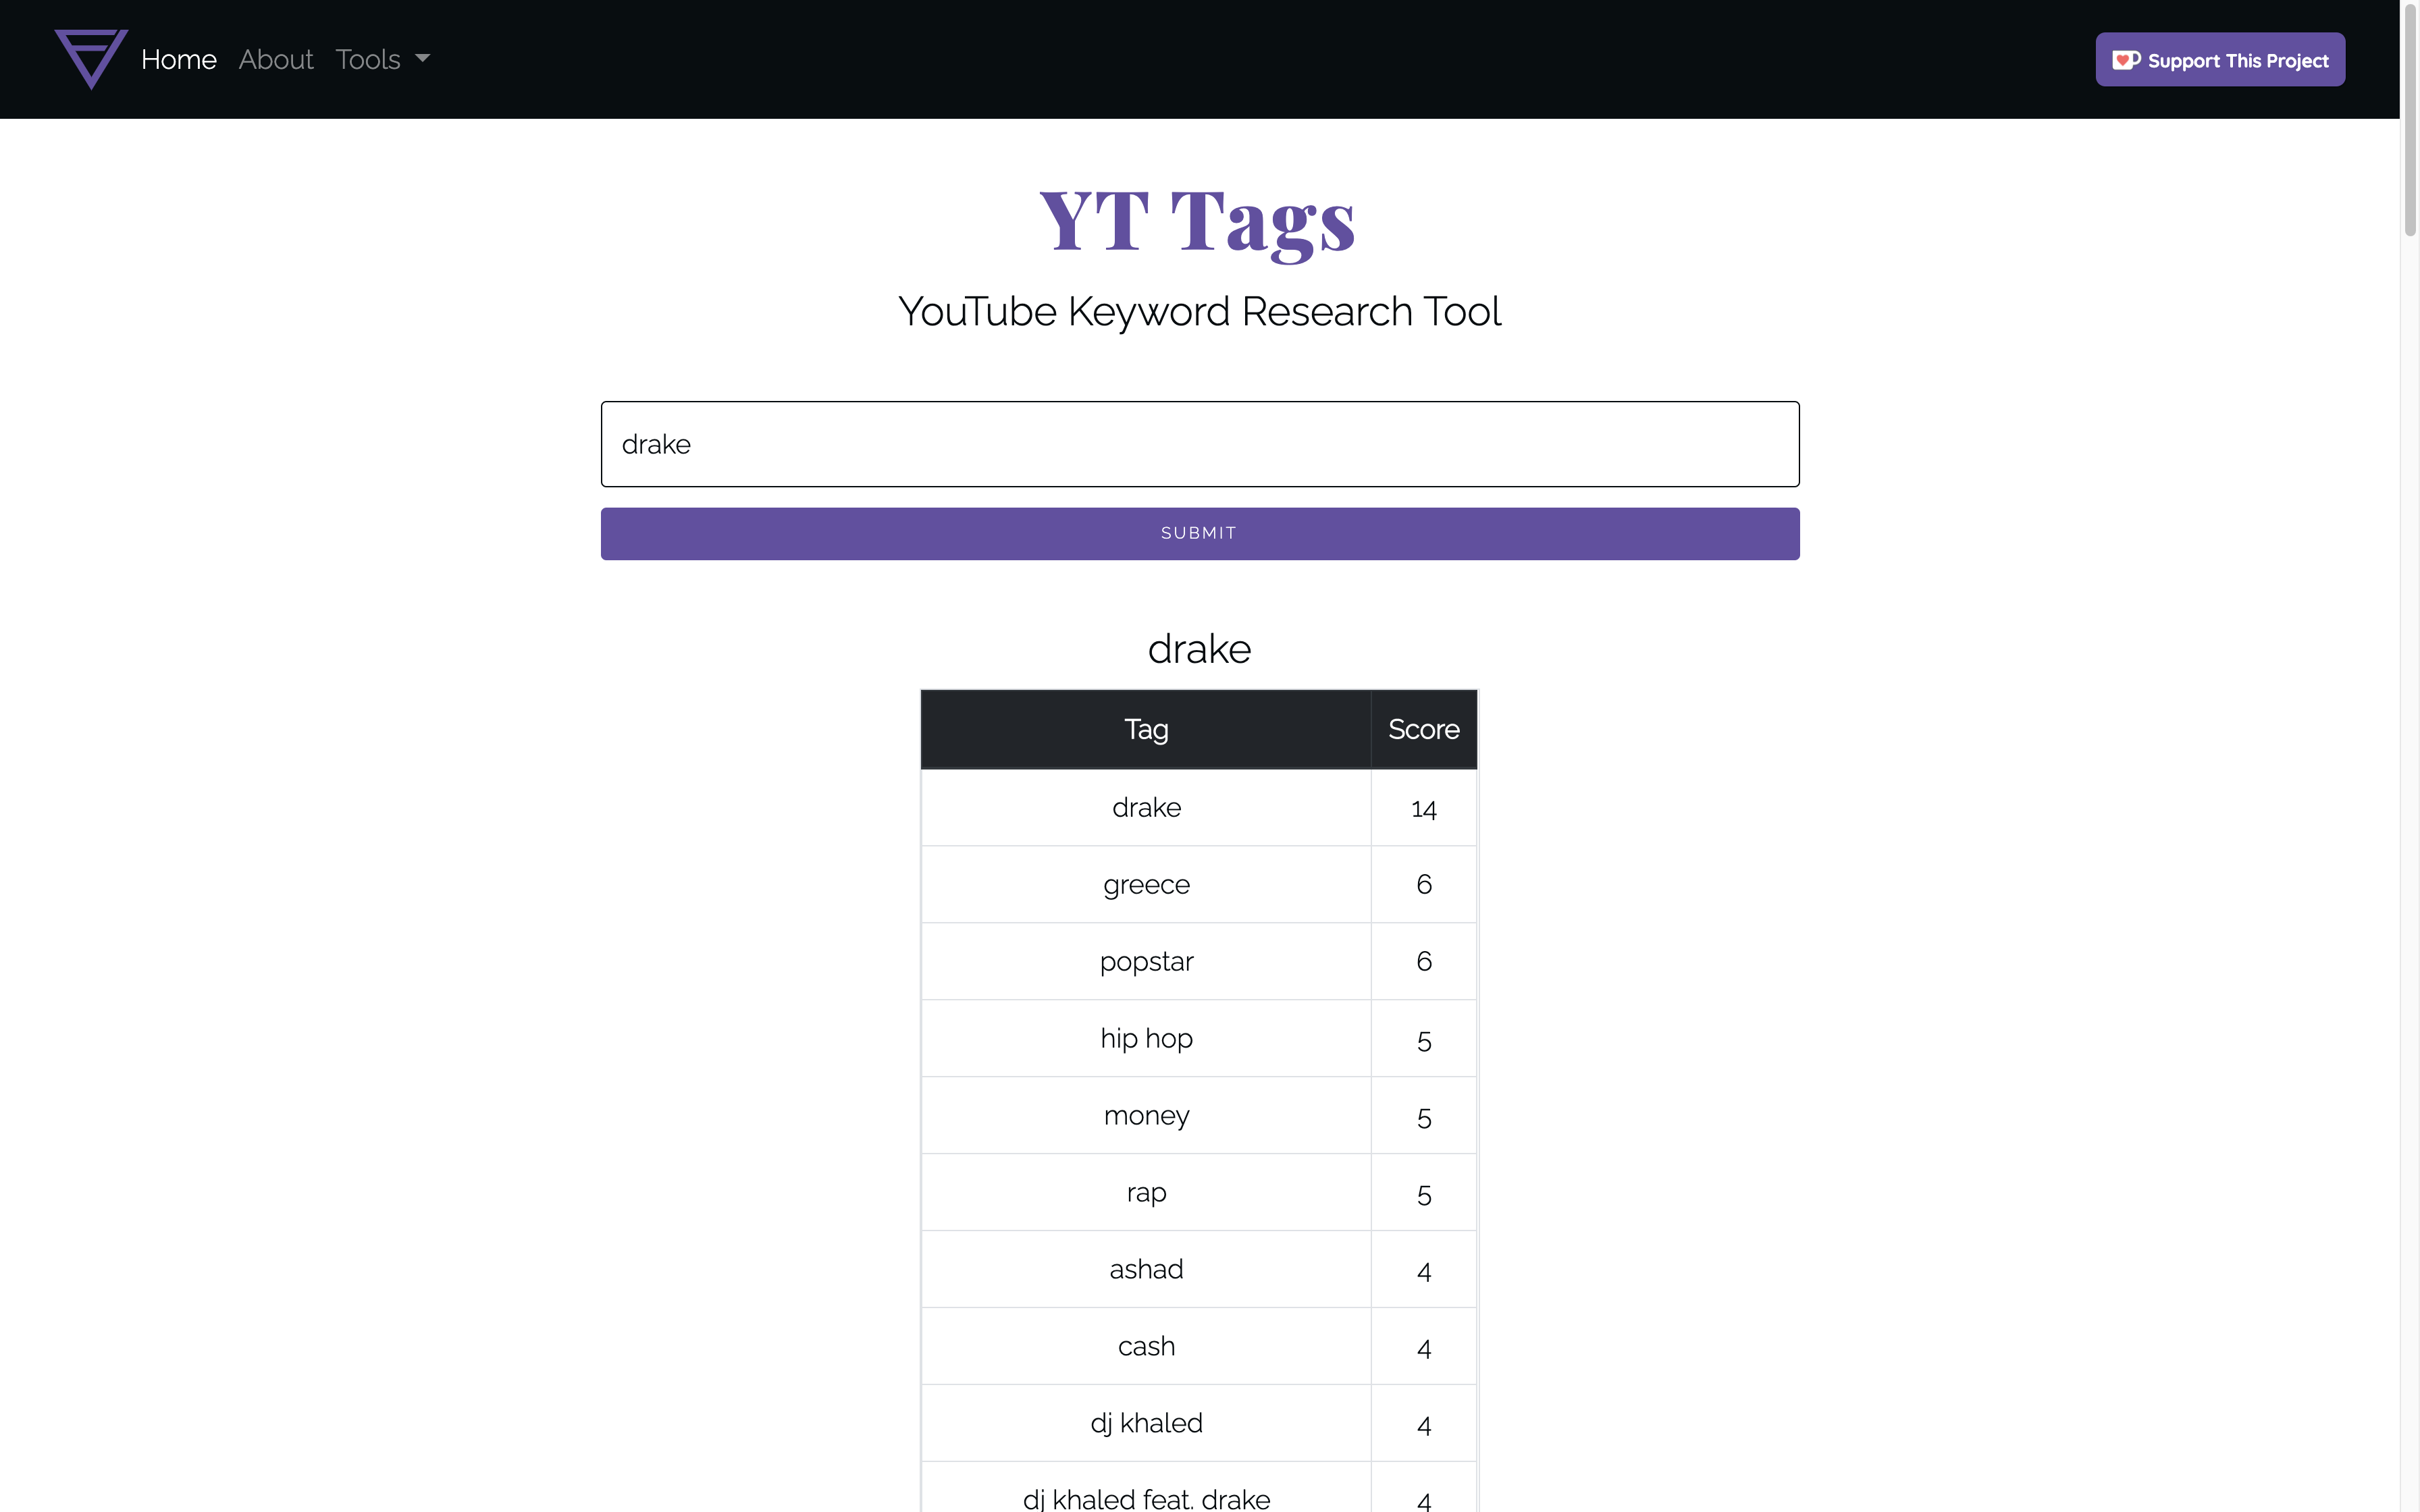 Home About Tools
Support This Project
YT Tags
YouTube Keyword Research Tool
drake
SUBMIT
drake
Tag Score
drake 14
greece 6
popstar 6
hip hop 5
money 5
rap 5
ashad 4
cash 4
dj khaled 4
dj khaled feat. drake 4